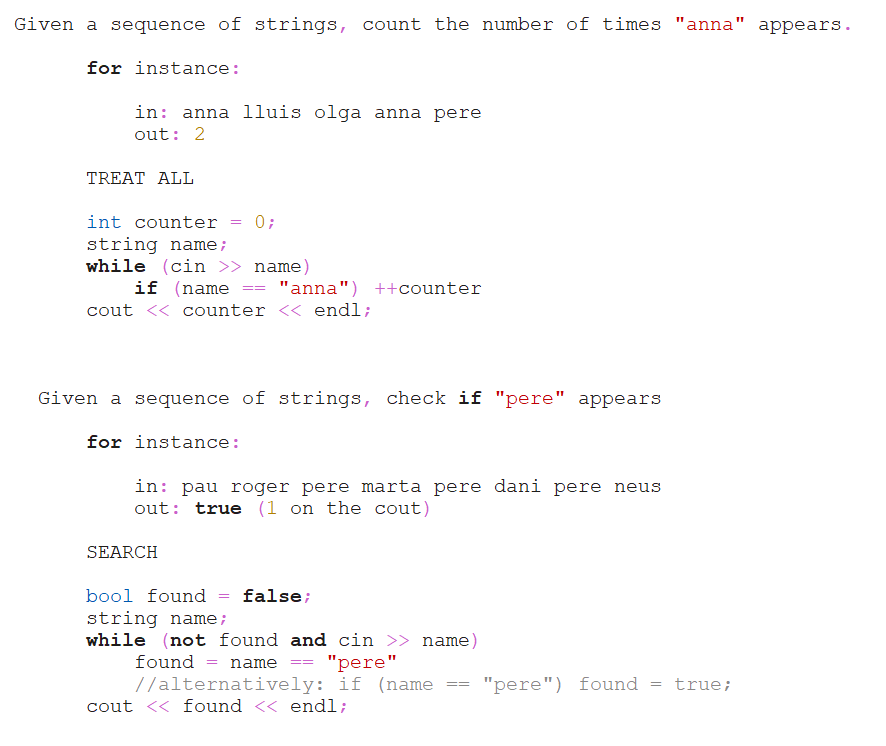 Given a sequence of strings, count the number of times "anna" appears.
for instance:
in: anna lluis olga anna pere
out: 2
TREAT ALL
int counter = 0;
string name;
while (cin >> name)
if (name == "anna") ++counter
cout << counter << endl;
Given a sequence of strings, check if "pere" appears
for instance:
in: pau roger pere marta pere dani pere neus
out: true (1 on the cout)
SEARCH
bool found = false;
string name;
while (not found and cin >> name)
found = name == "pere"
//alternatively: if (name == "pere") found = true;
cout << found << endl;